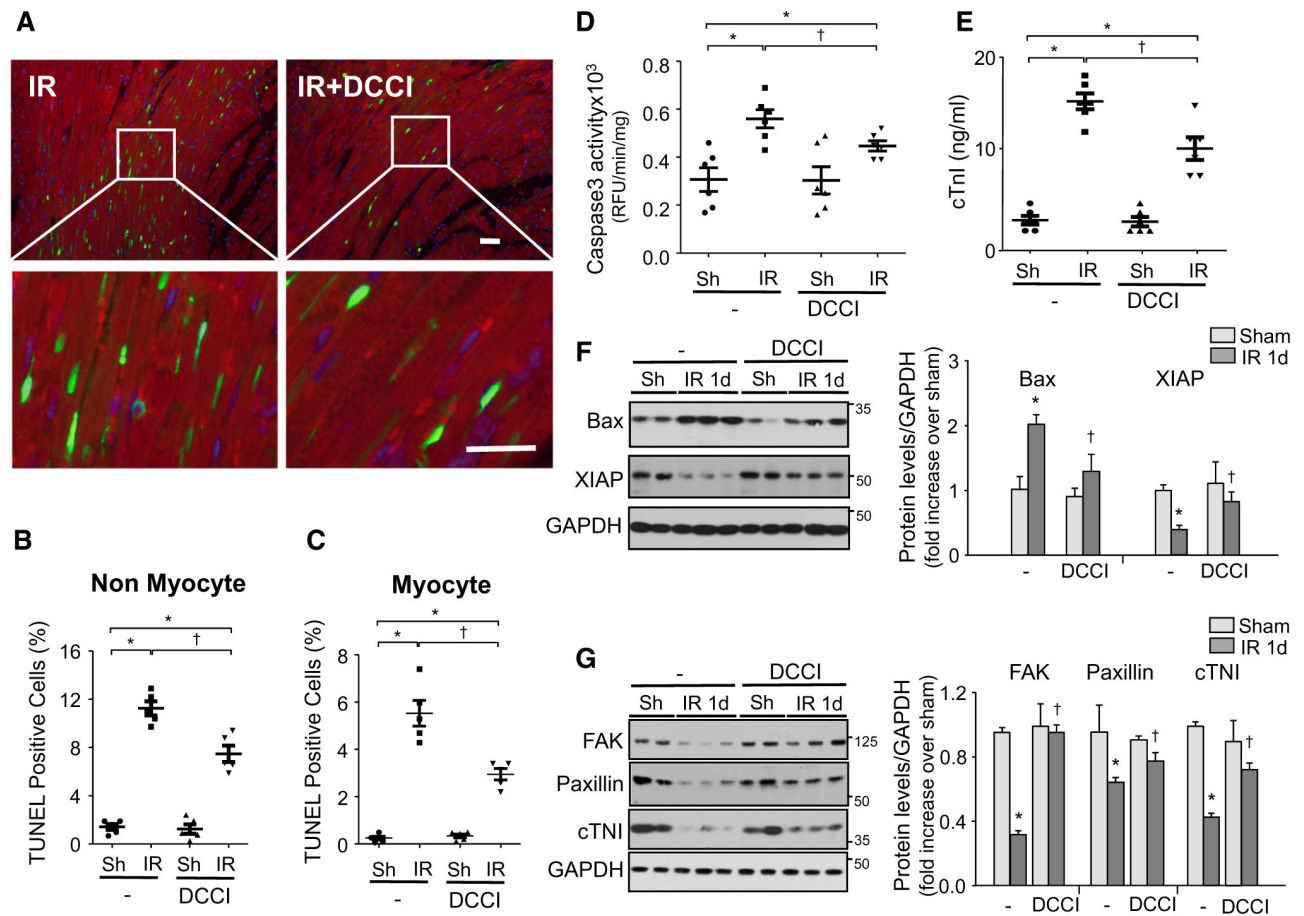 A
IR
IR+DCCI
B
Non Myocyte
TUNEL Positive Cells (%)
*
* †
16
12
8
4
0
Sh IR Sh IR
- DCCI
C
Myocyte
TUNEL Positive Cells (%)
*
* †
8
6
4
2
0
Sh IR Sh IR
- DCCI
D
Caspase3 activityx10³
(RFU/min/mg)
*
* †
0.8
0.6
0.4
0.2
0.0
Sh IR Sh IR
- DCCI
E
cTnI (ng/ml)
*
* †
20
10
0
Sh IR Sh IR
- DCCI
F
- DCCI
Sh IR 1d Sh IR 1d
Bax 35
XIAP 50
50
GAPDH
Protein levels/GAPDH
(fold increase over sham)
Sham
IR 1d
3
2
1
0
Bax XIAP
* † * †
- DCCI - DCCI
G
- DCCI
Sh IR 1d Sh IR 1d
FAK 125
Paxillin 50
cTNI 35
50
GAPDH
Protein levels/GAPDH
(fold increase over sham)
Sham
IR 1d
FAK Paxillin cTNI
1.2
0.8
0.4
0.0
* † * † * †
- DCCI - DCCI - DCCI